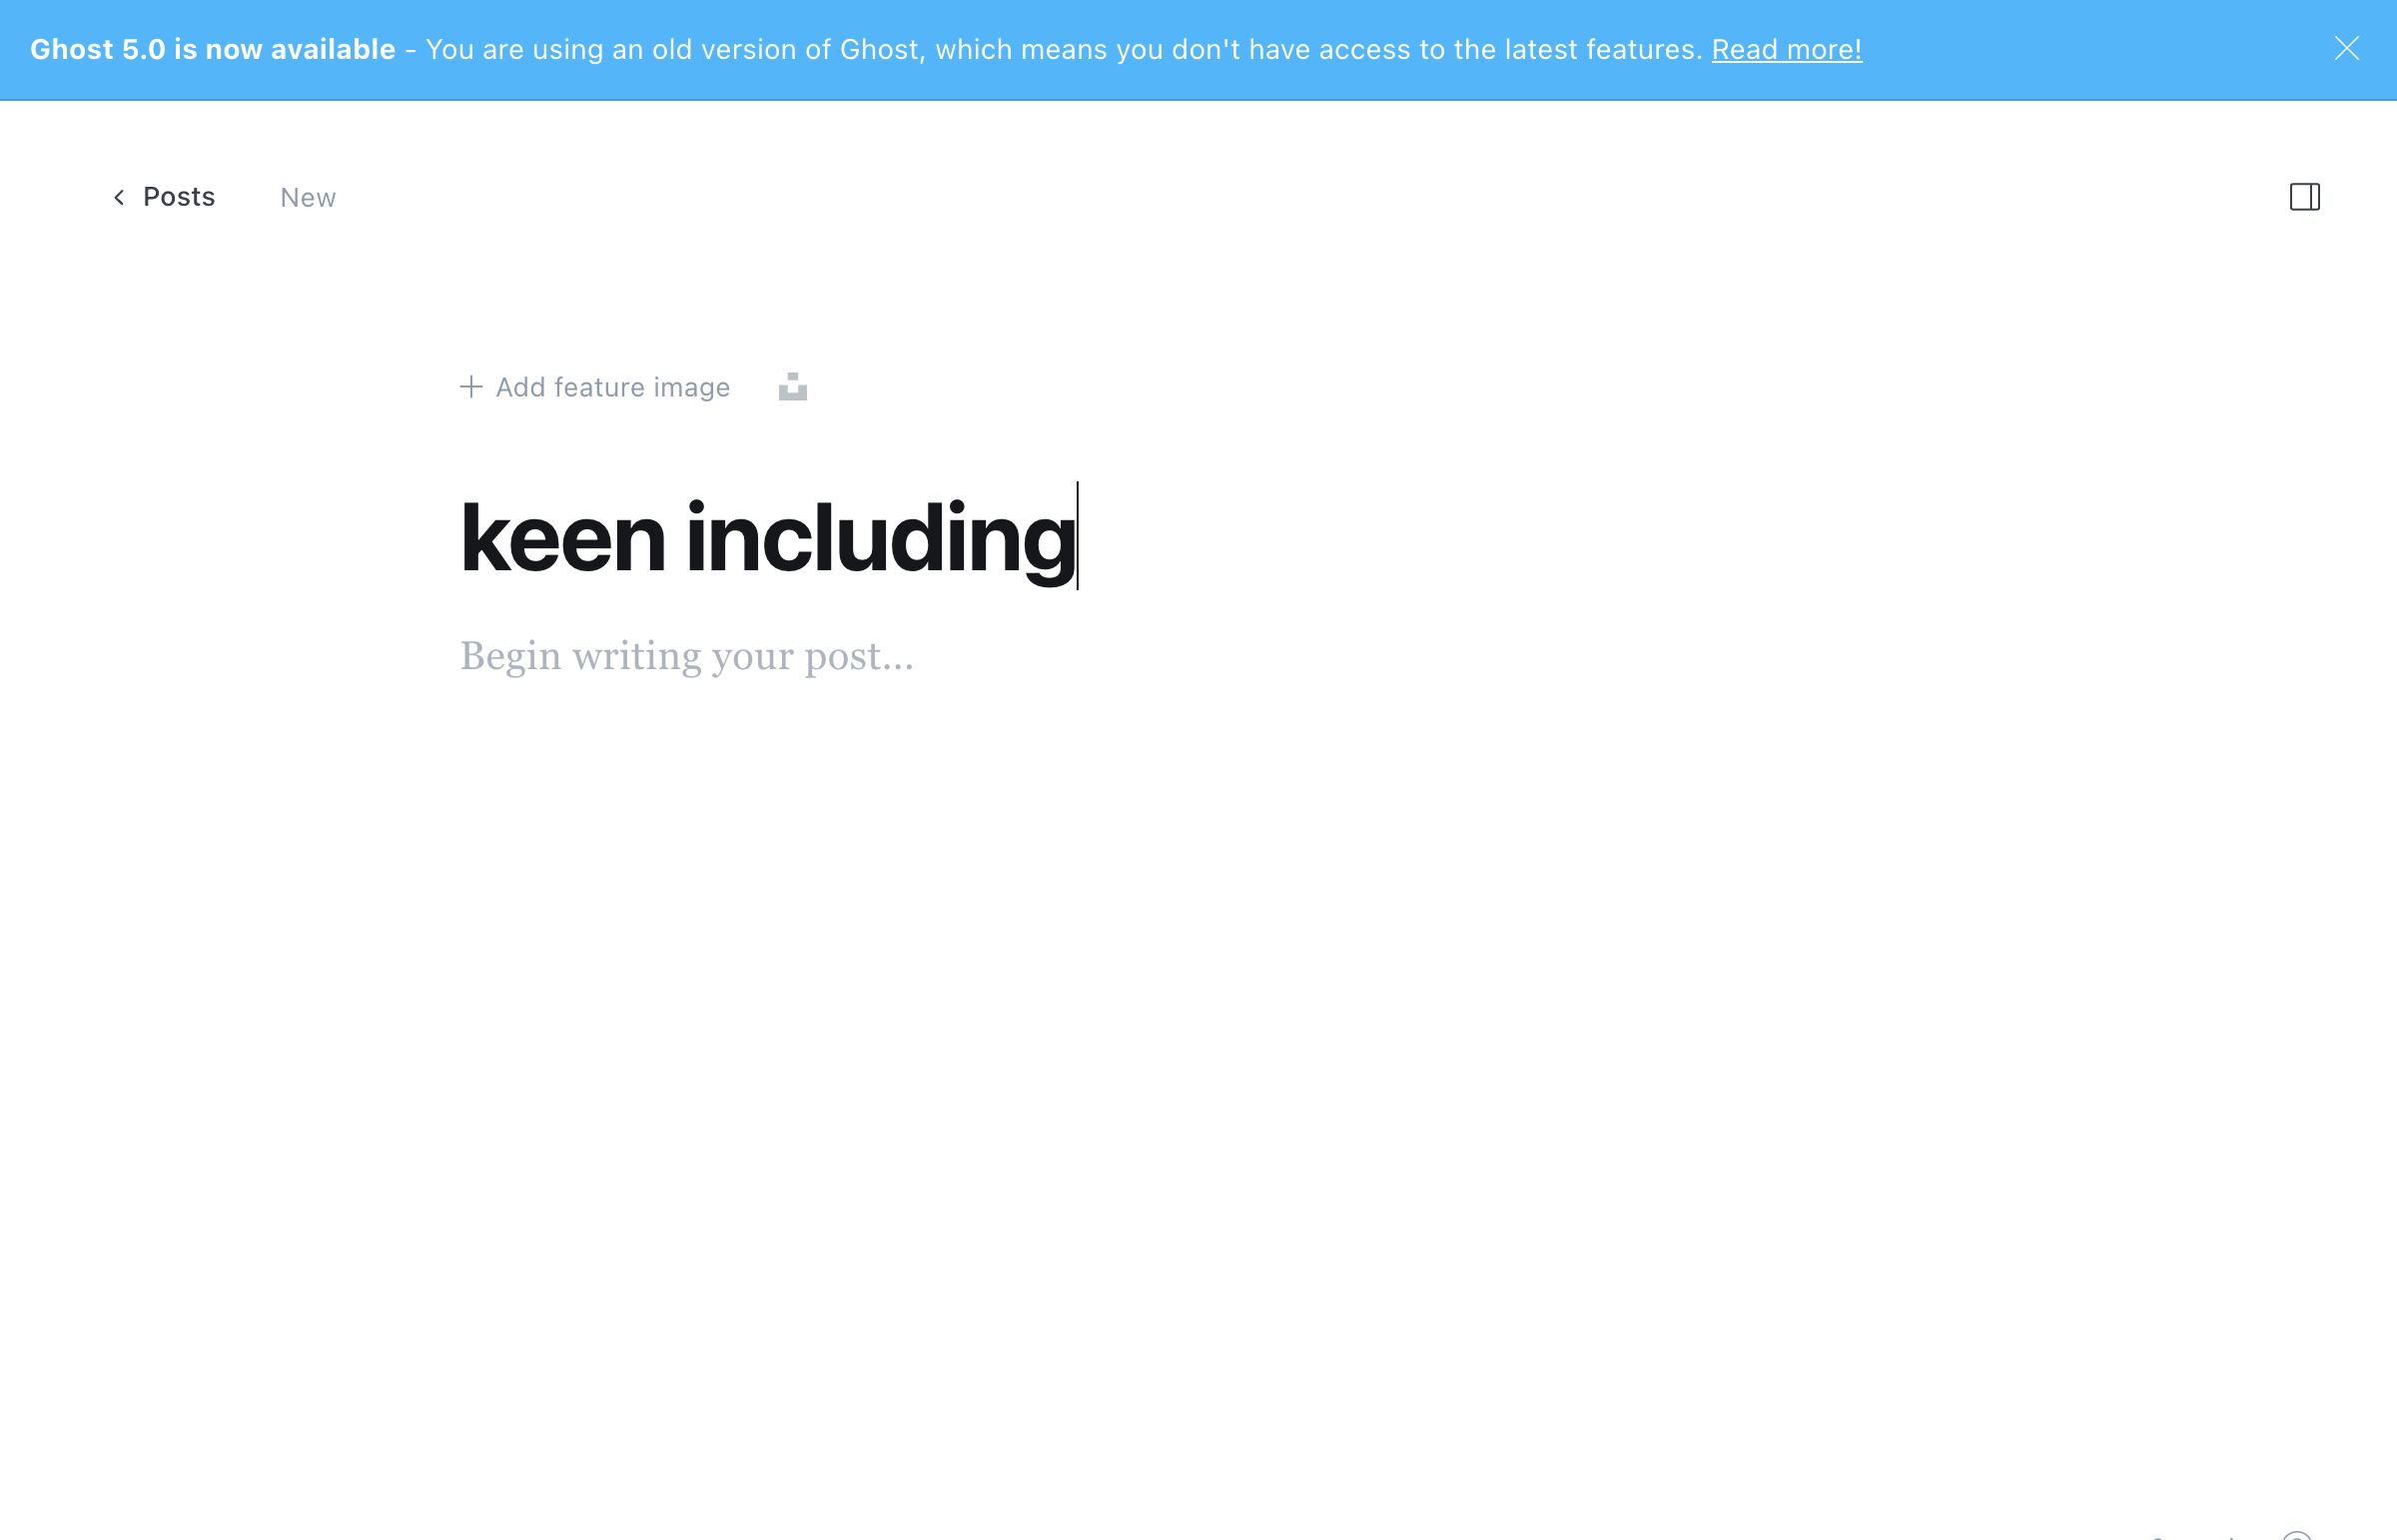 Ghost 5.0 is now available - You are using an old version of Ghost, which means you don't have access to the latest features. Read more!
Posts New
Add feature image
keen including
Begin writing your post...